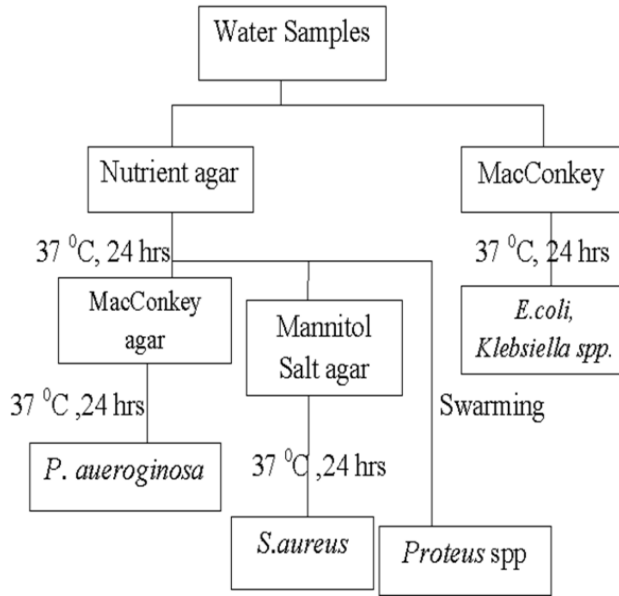 Water Samples
Nutrient agar
MacConkey
37 ⁰C, 24 hrs
37 ⁰C, 24 hrs
MacConkey
agar
Mannitol
Salt agar
E.coli,
Klebsiella spp.
37 ⁰C ,24 hrs
Swarming
37 ⁰C ,24 hrs
P. aueroginosa
S.aureus
Proteus spp